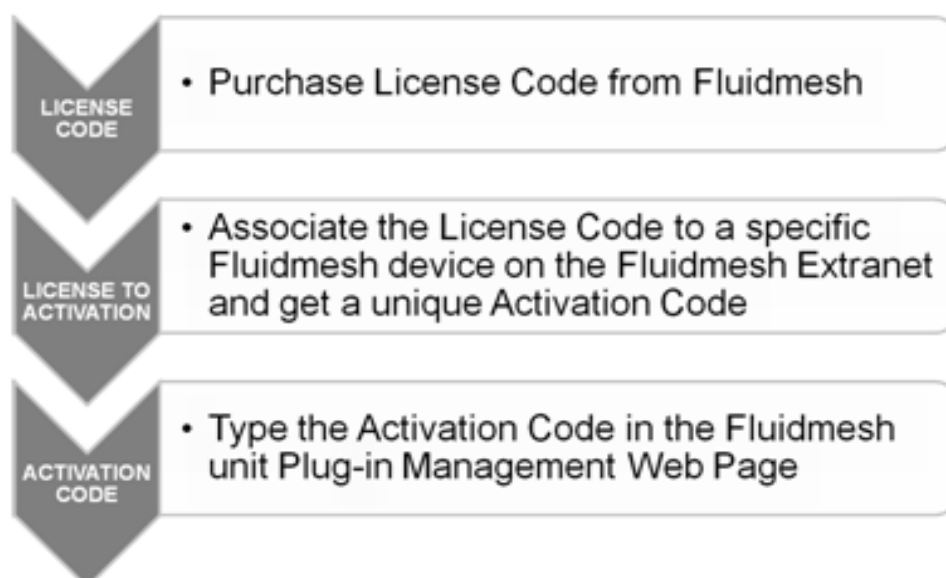 LICENSE
CODE
• Purchase License Code from Fluidmesh
LICENSE TO
ACTIVATION
• Associate the License Code to a specific
Fluidmesh device on the Fluidmesh Extranet
and get a unique Activation Code
ACTIVATION
CODE
• Type the Activation Code in the Fluidmesh
unit Plug-in Management Web Page